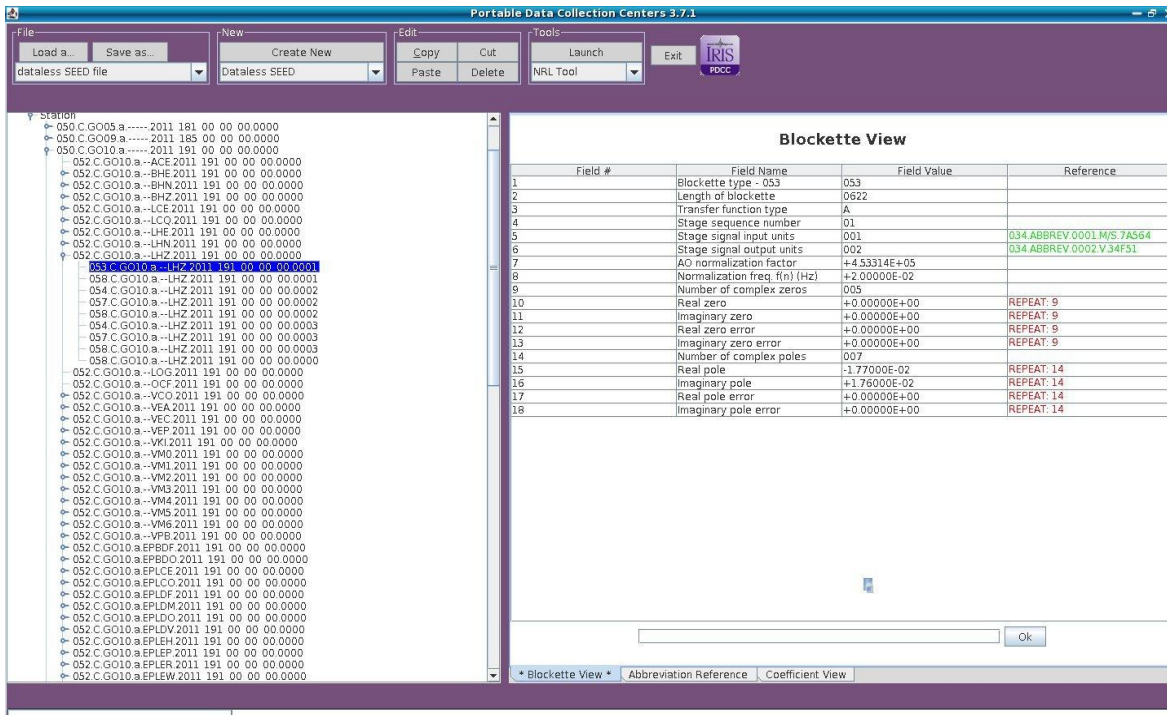 Portable Data Collection Centers 3.7.1
File New Edit Tools
Load a... Save as... Create New Copy Cut Launch Exit IRIS
dataless SEED file Dataless SEED Paste Delete NRL Tool PDCC
Station
050.C.GO05.a.-----.2011 181 00 00 00.0000
050.C.GO09.a.-----.2011 185 00 00 00.0000
050.C.GO10.a.-----.2011 191 00 00 00.0000
052.C.GO10.a.--ACE.2011 191 00 00 00.0000
052.C.GO10.a.--BHE.2011 191 00 00 00.0000
052.C.GO10.a.--BHN.2011 191 00 00 00.0000
052.C.GO10.a.--BHZ.2011 191 00 00 00.0000
052.C.GO10.a.--LCE.2011 191 00 00 00.0000
052.C.GO10.a.--LCQ.2011 191 00 00 00.0000
052.C.GO10.a.--LHE.2011 191 00 00 00.0000
052.C.GO10.a.--LHN.2011 191 00 00 00.0000
052.C.GO10.a.--LHZ.2011 191 00 00 00.0000
053.C.GO10.a.--LHZ.2011 191 00 00 00.0001
058.C.GO10.a.--LHZ.2011 191 00 00 00.0001
054.C.GO10.a.--LHZ.2011 191 00 00 00.0002
057.C.GO10.a.--LHZ.2011 191 00 00 00.0002
058.C.GO10.a.--LHZ.2011 191 00 00 00.0002
054.C.GO10.a.--LHZ.2011 191 00 00 00.0003
057.C.GO10.a.--LHZ.2011 191 00 00 00.0003
058.C.GO10.a.--LHZ.2011 191 00 00 00.0003
058.C.GO10.a.--LHZ.2011 191 00 00 00.0000
052.C.GO10.a.--LOG.2011 191 00 00 00.0000
052.C.GO10.a.--OCF.2011 191 00 00 00.0000
052.C.GO10.a.--VCO.2011 191 00 00 00.0000
052.C.GO10.a.--VEA.2011 191 00 00 00.0000
052.C.GO10.a.--VEC.2011 191 00 00 00.0000
052.C.GO10.a.--VEP.2011 191 00 00 00.0000
052.C.GO10.a.--VKI.2011 191 00 00 00.0000
052.C.GO10.a.--VM0.2011 191 00 00 00.0000
052.C.GO10.a.--VM1.2011 191 00 00 00.0000
052.C.GO10.a.--VM2.2011 191 00 00 00.0000
052.C.GO10.a.--VM3.2011 191 00 00 00.0000
052.C.GO10.a.--VM4.2011 191 00 00 00.0000
052.C.GO10.a.--VM5.2011 191 00 00 00.0000
052.C.GO10.a.--VM6.2011 191 00 00 00.0000
052.C.GO10.a.--VPB.2011 191 00 00 00.0000
052.C.GO10.a.EPBDF.2011 191 00 00 00.0000
052.C.GO10.a.EPBDO.2011 191 00 00 00.0000
052.C.GO10.a.EPLCE.2011 191 00 00 00.0000
052.C.GO10.a.EPLCO.2011 191 00 00 00.0000
052.C.GO10.a.EPLDF.2011 191 00 00 00.0000
052.C.GO10.a.EPLDM.2011 191 00 00 00.0000
052.C.GO10.a.EPLDO.2011 191 00 00 00.0000
052.C.GO10.a.EPLDV.2011 191 00 00 00.0000
052.C.GO10.a.EPLEH.2011 191 00 00 00.0000
052.C.GO10.a.EPLEP.2011 191 00 00 00.0000
052.C.GO10.a.EPLER.2011 191 00 00 00.0000
052.C.GO10.a.EPLEW.2011 191 00 00 00.0000
Blockette View
Field # Field Name Field Value Reference
1 Blockette type - 053 053
2 Length of blockette 0622
3 Transfer function type A
4 Stage sequence number 01
5 Stage signal input units 001 034.ABBREV.0001.M/S.7A564
6 Stage signal output units 002 034.ABBREV.0002.V.34F51
7 AO normalization factor +4.53314E+05
8 Normalization freq. f(n) (Hz) +2.00000E-02
9 Number of complex zeros 005
10 Real zero +0.00000E+00 REPEAT: 9
11 Imaginary zero +0.00000E+00 REPEAT: 9
12 Real zero error +0.00000E+00 REPEAT: 9
13 Imaginary zero error +0.00000E+00 REPEAT: 9
14 Number of complex poles 007
15 Real pole -1.77000E-02 REPEAT: 14
16 Imaginary pole +1.76000E-02 REPEAT: 14
17 Real pole error +0.00000E+00 REPEAT: 14
18 Imaginary pole error +0.00000E+00 REPEAT: 14
Ok
* Blockette View * Abbreviation Reference Coefficient View